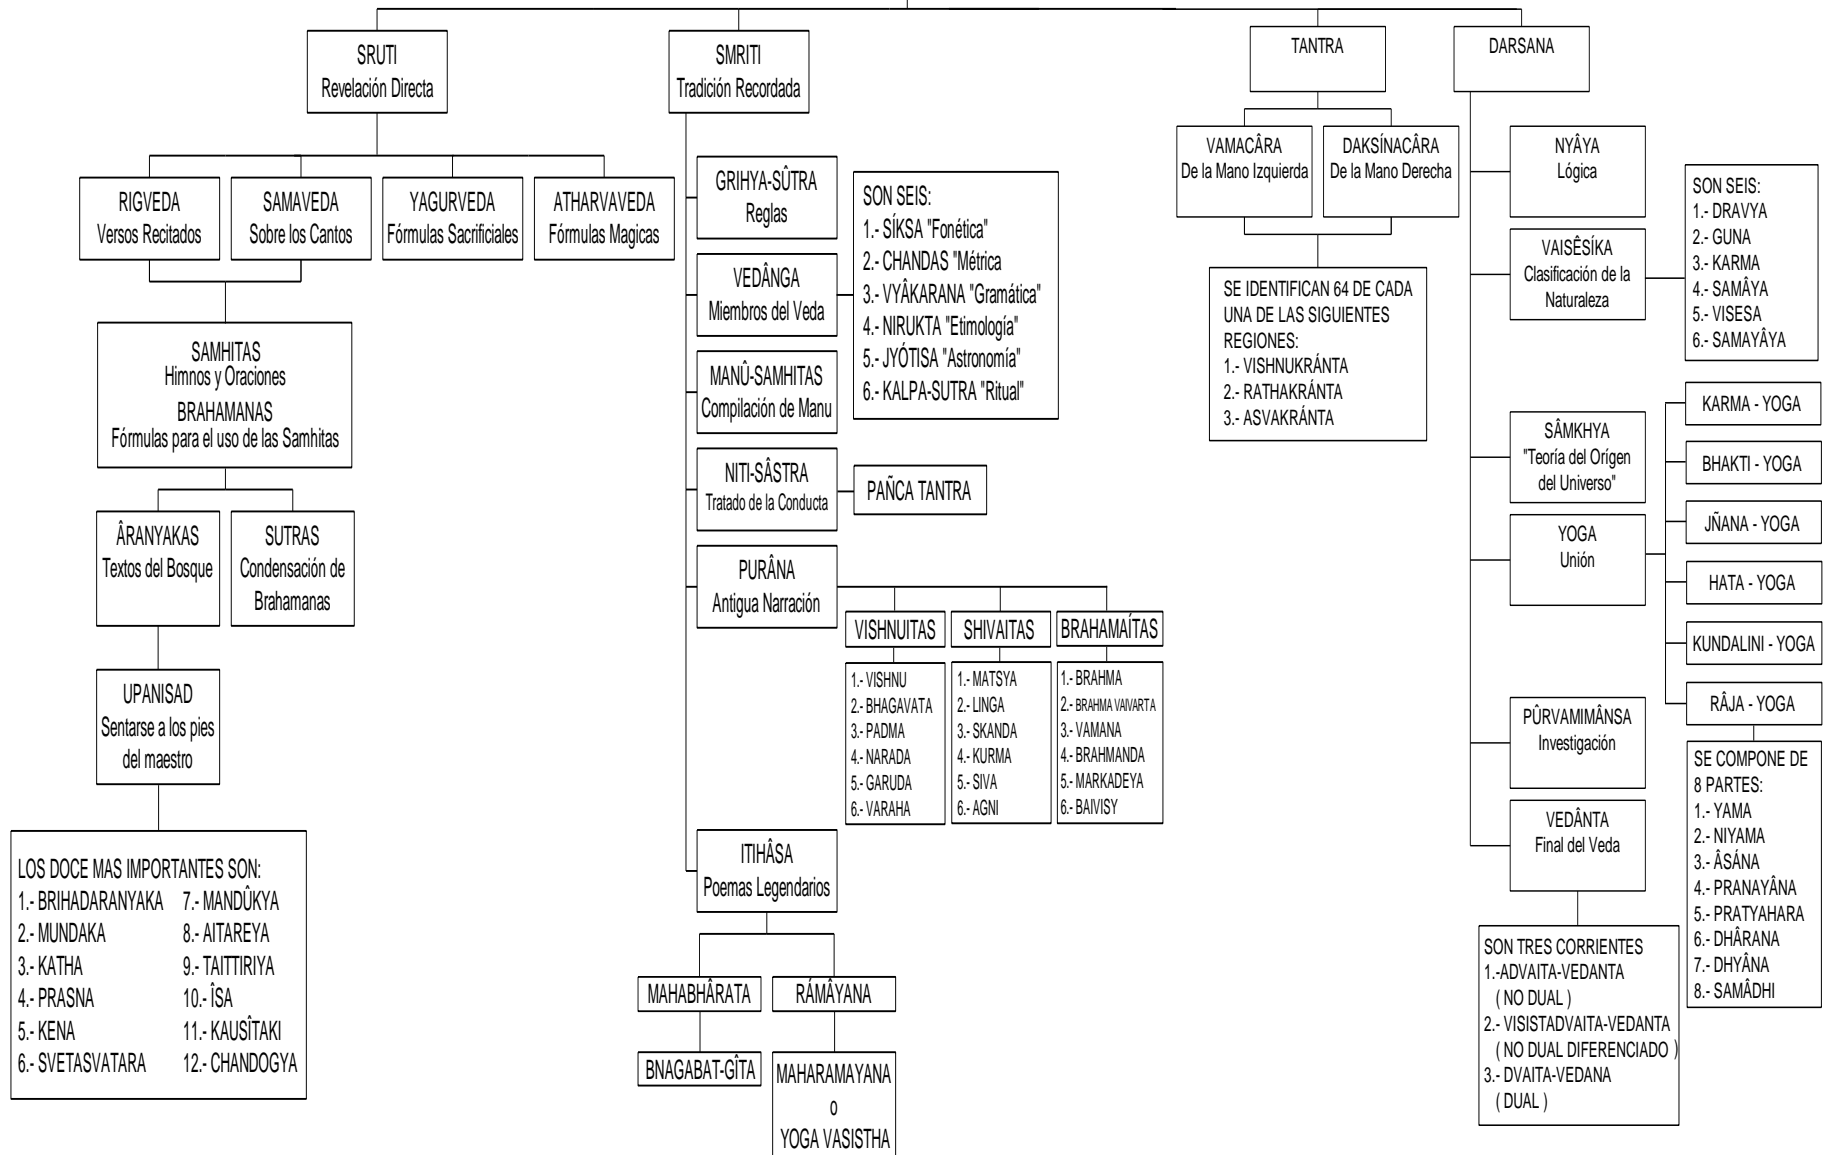 SRUTI
Revelación Directa
RIGVEDA
Versos Recitados
SAMAVEDA
Sobre los Cantos
YAGURVEDA
Fórmulas Sacrificiales
ATHARVAVEDA
Fórmulas Magicas
SAMHITAS
Himnos y Oraciones
BRAHAMANAS
Fórmulas para el uso de las Samhitas
ÂRANYAKAS
Textos del Bosque
SUTRAS
Condensación de
Brahamanas
UPANISAD
Sentarse a los pies
del maestro
LOS DOCE MAS IMPORTANTES SON:
1.- BRIHADARANYAKA
2.- MUNDAKA
3.- KATHA
4.- PRASNA
5.- KENA
6.- SVETASVATARA
7.- MANDÛKYA
8.- AITAREYA
9.- TAITTIRIYA
10.- ÎSA
11.- KAUSÎTAKI
12.- CHANDOGYA
SMRITI
Tradición Recordada
GRIHYA-SÛTRA
Reglas
VEDÂNGA
Miembros del Veda
SON SEIS:
1.- SÍKSA "Fonética"
2.- CHANDAS "Métrica
3.- VYÂKARANA "Gramática"
4.- NIRUKTA "Etimología"
5.- JYÓTISA "Astronomía"
6.- KALPA-SUTRA "Ritual"
MANÛ-SAMHITAS
Compilación de Manu
NITI-SÂSTRA
Tratado de la Conducta
PAÑCA TANTRA
PURÂNA
Antigua Narración
VISHNUITAS
1.- VISHNU
2.- BHAGAVATA
3.- PADMA
4.- NARADA
5.- GARUDA
6.- VARAHA
SHIVAITAS
1.- MATSYA
2.- LINGA
3.- SKANDA
4.- KURMA
5.- SIVA
6.- AGNI
BRAHAMAÍTAS
1.- BRAHMA
2.- BRAHMA VAIVARTA
3.- VAMANA
4.- BRAHMANDA
5.- MARKADEYA
6.- BAIVISY
ITIHÂSA
Poemas Legendarios
MAHABHÂRATA
BNAGABAT-GÎTA
RÁMÂYANA
MAHARAMAYANA
o
YOGA VASISTHA
TANTRA
VAMACÂRA
De la Mano Izquierda
DAKSÍNACÂRA
De la Mano Derecha
SE IDENTIFICAN 64 DE CADA
UNA DE LAS SIGUIENTES
REGIONES:
1.- VISHNUKRÁNTA
2.- RATHAKRÁNTA
3.- ASVAKRÁNTA
DARSANA
NYÂYA
Lógica
VAISÊSÍKA
Clasificación de la
Naturaleza
SON SEIS:
1.- DRAVYA
2.- GUNA
3.- KARMA
4.- SAMÂYA
5.- VISESA
6.- SAMAYÂYA
SÂMKHYA
"Teoría del Orígen
del Universo"
YOGA
Unión
KARMA - YOGA
BHAKTI - YOGA
JÑANA - YOGA
HATA - YOGA
KUNDALINI - YOGA
RÂJA - YOGA
SE COMPONE DE
8 PARTES:
1.- YAMA
2.- NIYAMA
3.- ÂSÁNA
4.- PRANAYÂNA
5.- PRATYAHARA
6.- DHÂRANA
7.- DHYÂNA
8.- SAMÂDHI
PÛRVAMIMÂNSA
Investigación
VEDÂNTA
Final del Veda
SON TRES CORRIENTES
1.-ADVAITA-VEDANTA
( NO DUAL )
2.- VISISTADVAITA-VEDANTA
( NO DUAL DIFERENCIADO )
3.- DVAITA-VEDANA
( DUAL )